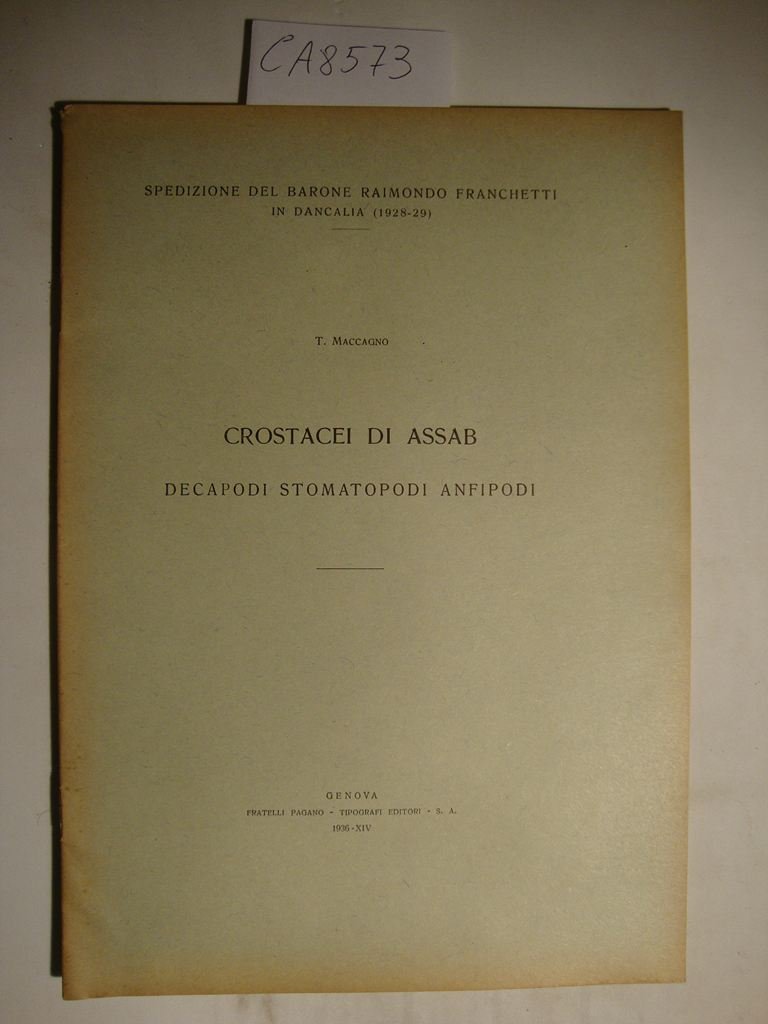 CA8573
SPEDIZIONE DEL BARONE RAIMONDO FRANCHETTI
IN DANCALIA (1928-29)
T. MACCAGNO
CROSTACEI DI ASSAB
DECAPODI STOMATOPODI ANFIPODI
GENOVA
FRATELLI PAGANO - TIPOGRAFI EDITORI - S. A.
1936-XIV